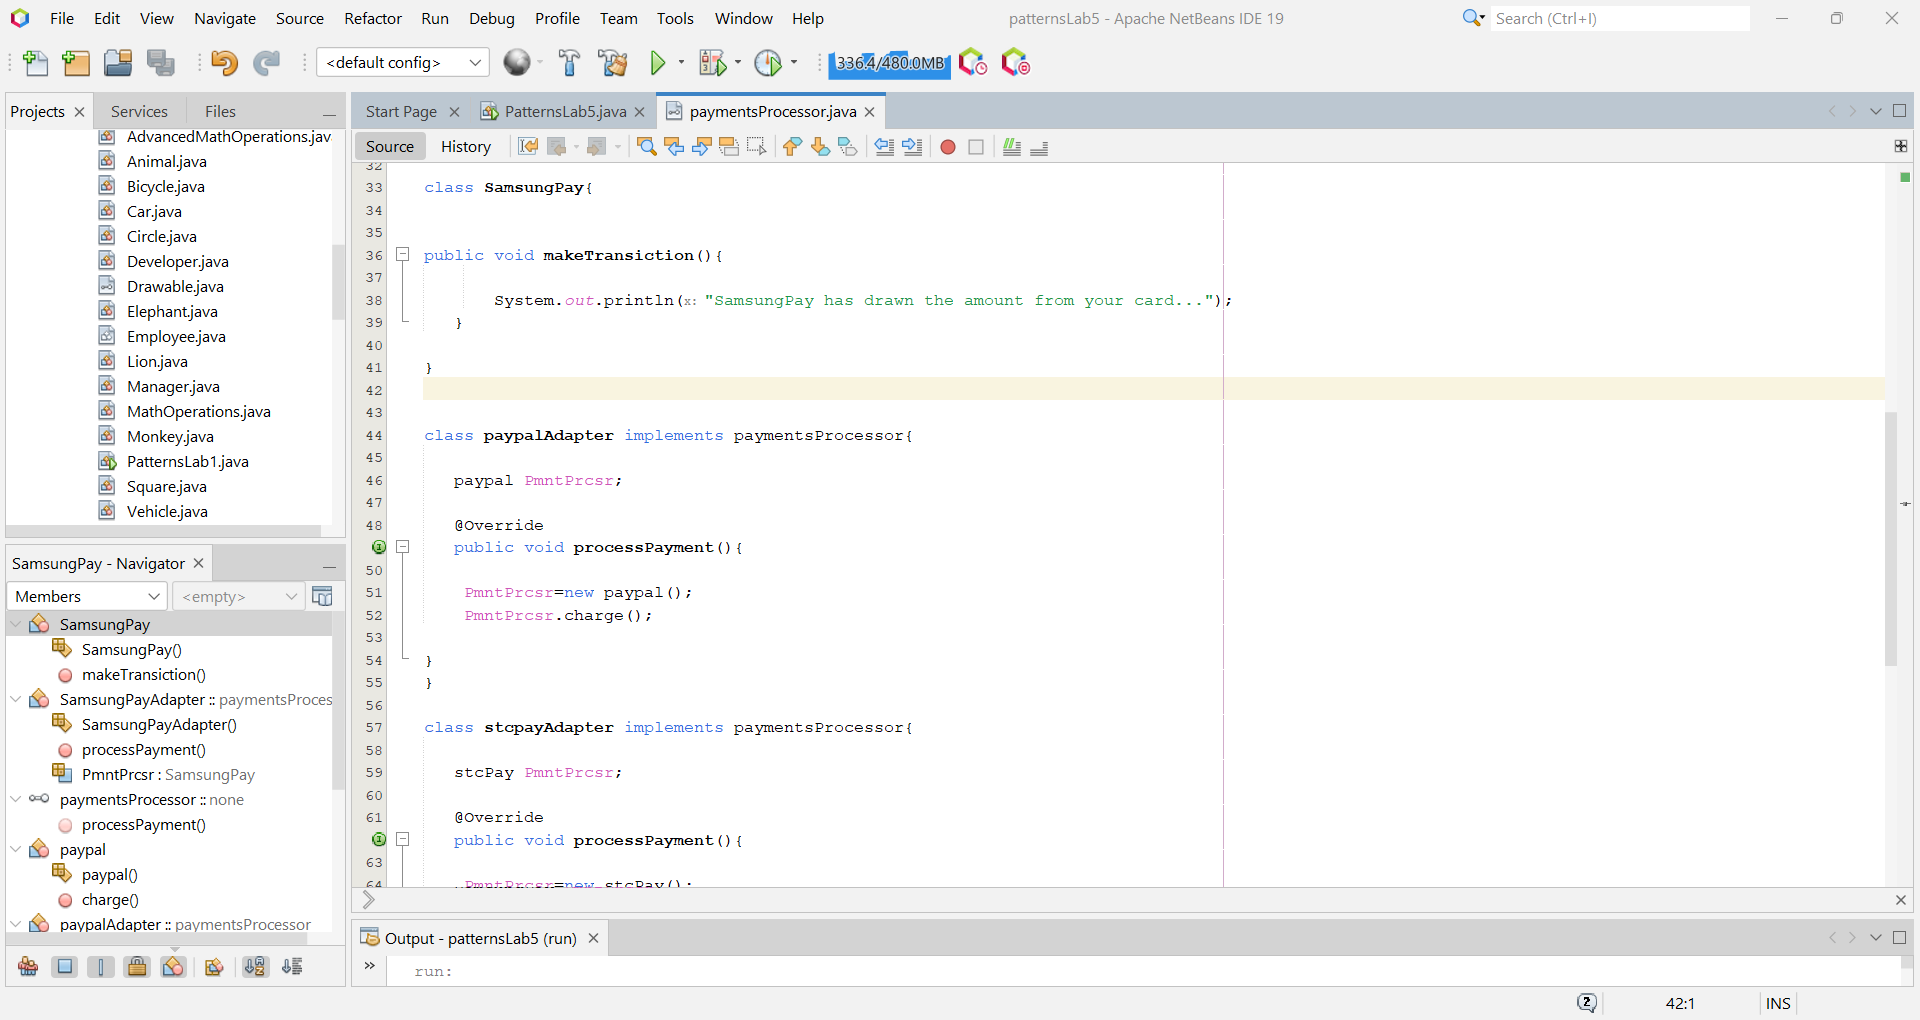 File Edit View Navigate Source Refactor Run Debug Profile Team Tools Window Help
patternsLab5 - Apache NetBeans IDE 19
Search (Ctrl+I)
<default config>
336.4/480.0MB
Projects Services Files
AdvancedMathOperations.jav
Animal.java
Bicycle.java
Car.java
Circle.java
Developer.java
Drawable.java
Elephant.java
Employee.java
Lion.java
Manager.java
MathOperations.java
Monkey.java
PatternsLab1.java
Square.java
Vehicle.java
SamsungPay - Navigator
Members <empty>
SamsungPay
SamsungPay()
makeTransiction()
SamsungPayAdapter :: paymentsProces
SamsungPayAdapter()
processPayment()
PmntPrcsr : SamsungPay
paymentsProcessor :: none
processPayment()
paypal
paypal()
charge()
paypalAdapter :: paymentsProcessor
Start Page PatternsLab5.java paymentsProcessor.java
Source History
32
33 class SamsungPay{
34
35
36 public void makeTransiction(){
37
38 System.out.println(x: "SamsungPay has drawn the amount from your card...");
39 }
40
41 }
42
43
44 class paypalAdapter implements paymentsProcessor{
45
46 paypal PmntPrcsr;
47
48 @Override
public void processPayment(){
50
51 PmntPrcsr=new paypal();
52 PmntPrcsr.charge();
53
54 }
55 }
56
57 class stcpayAdapter implements paymentsProcessor{
58
59 stcPay PmntPrcsr;
60
61 @Override
public void processPayment(){
63
64 PmntPrcsr=new stcPay();
Output - patternsLab5 (run)
run:
42:1 INS